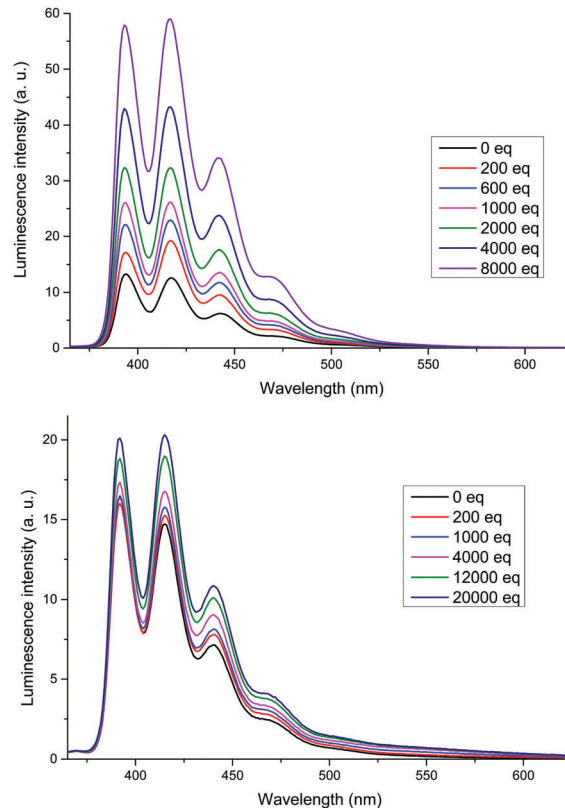 60
50
40
30
20
10
0
Luminescence intensity (a. u.)
0 eq
200 eq
600 eq
1000 eq
2000 eq
4000 eq
8000 eq
400
450
500
550
600
Wavelength (nm)
20
15
10
5
0
Luminescence intensity (a. u.)
0 eq
200 eq
1000 eq
4000 eq
12000 eq
20000 eq
400
450
500
550
600
Wavelength (nm)